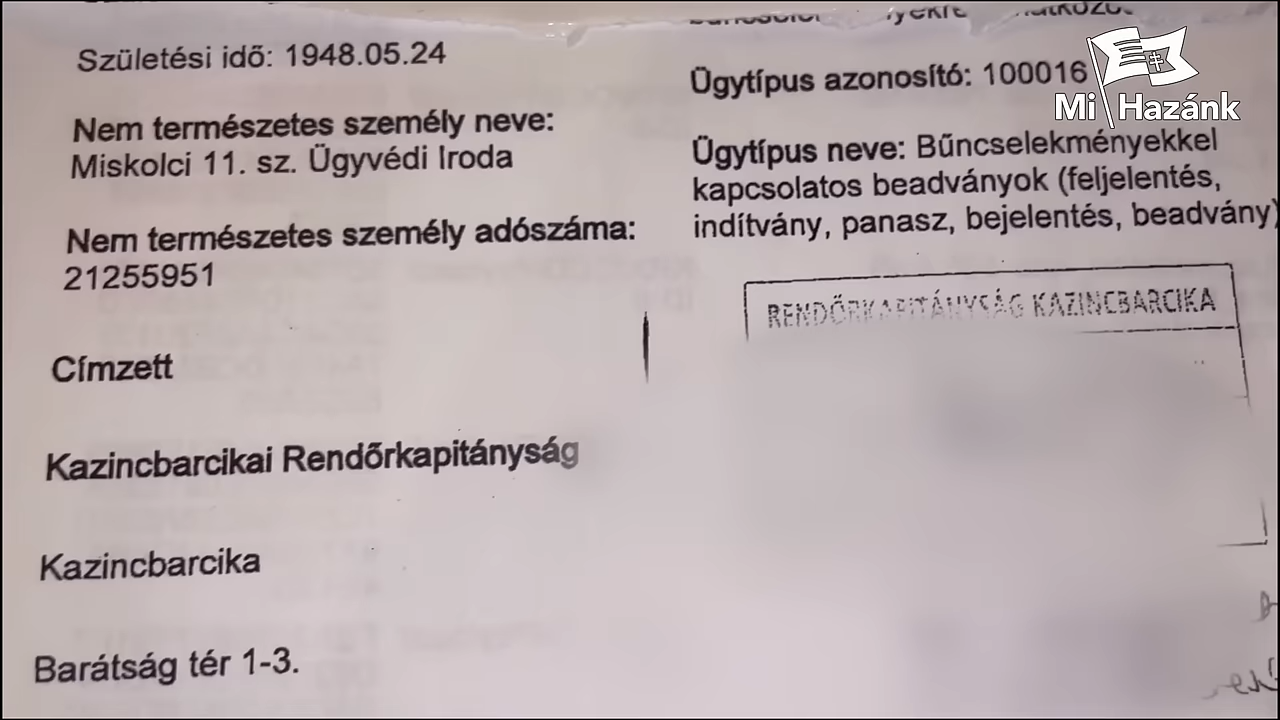 Születési idő: 1948.05.24
Nem természetes személy neve:
Miskolci 11. sz. Ügyvédi Iroda
Nem természetes személy adószáma:
21255951
Címzett
Kazincbarcikai Rendőrkapitányság
Kazincbarcika
Barátság tér 1-3.
Ügytípus azonosító: 100016
Ügytípus neve: Bűncselekményekkel
kapcsolatos beadványok (feljelentés,
indítvány, panasz, bejelentés, beadvány)
RENDŐRKAPITÁNYSÁG KAZINCBARCIKA
Mi Hazánk